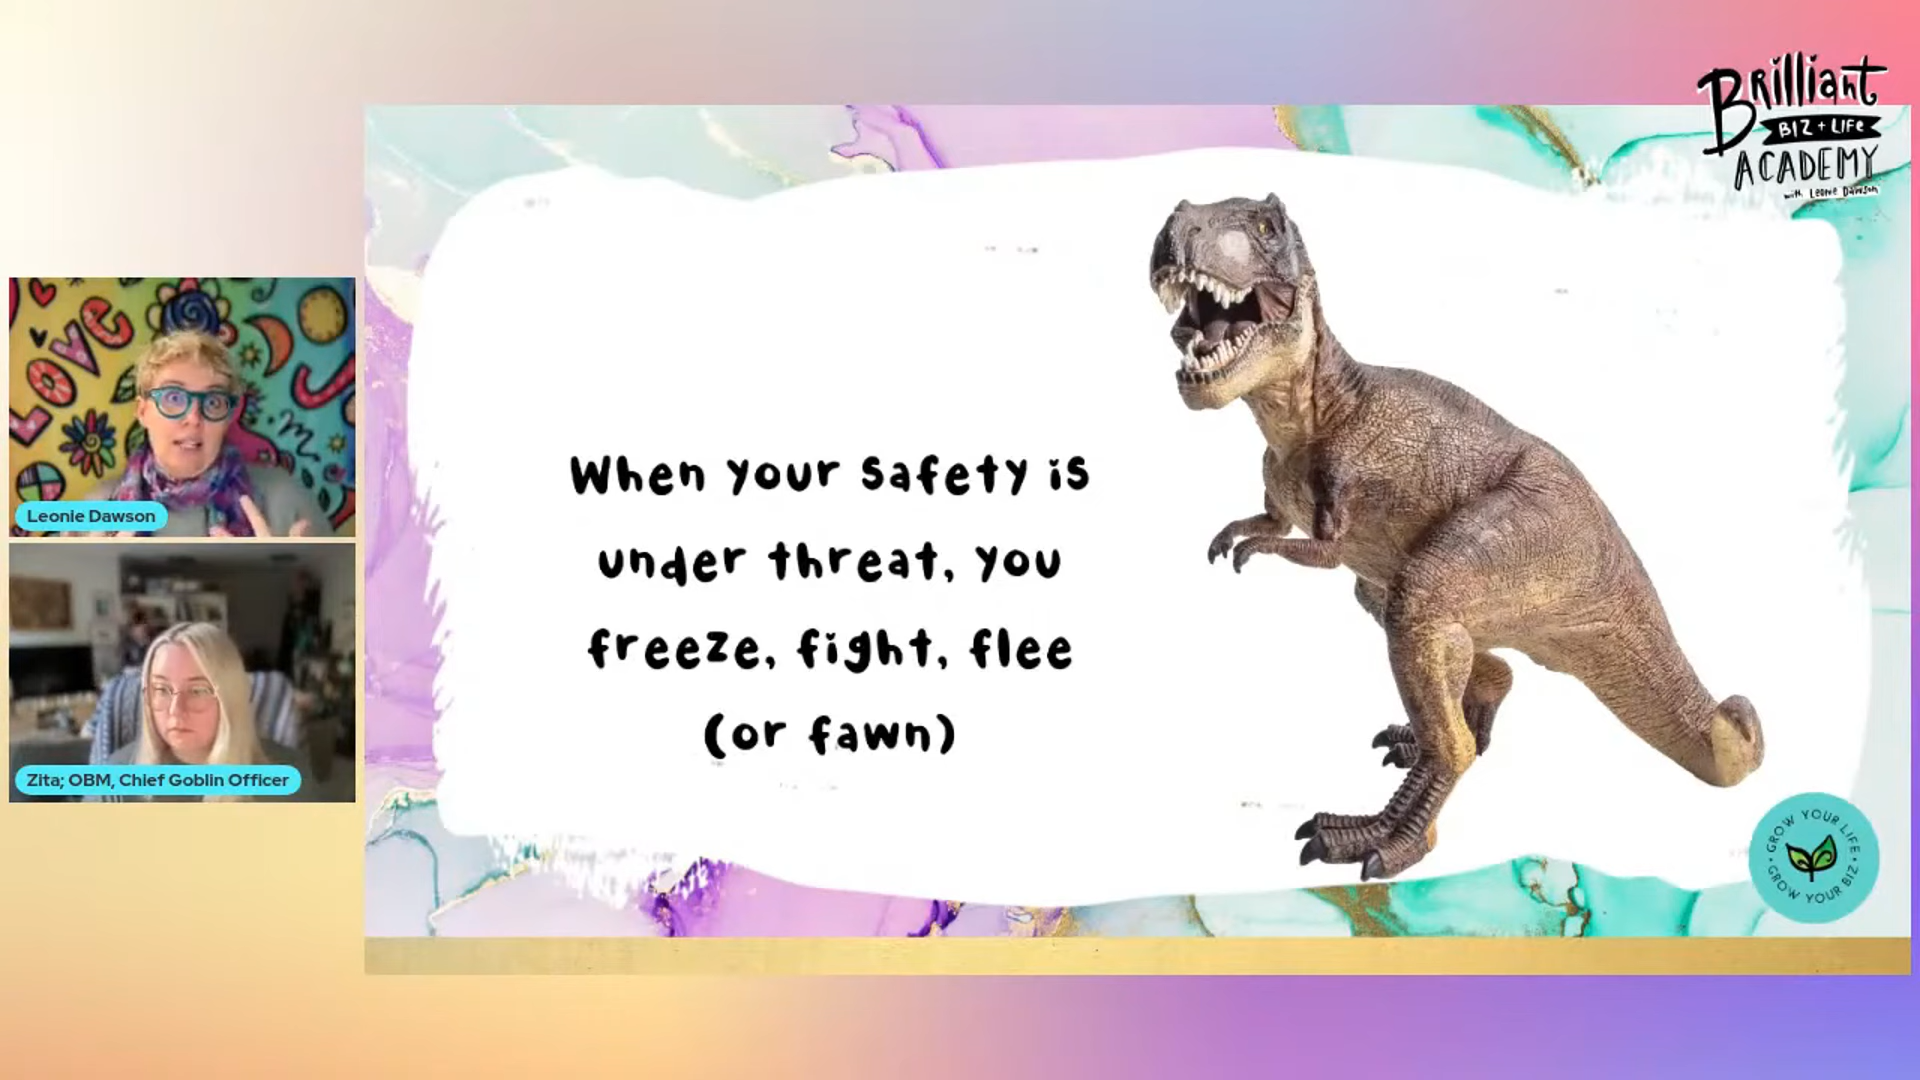 Brilliant
BIZ + LIFE
ACADEMY
with Leonie Dawson
LOVE
Leonie Dawson
Zita; OBM, Chief Goblin Officer
When your safety is
under threat, you
freeze, fight, flee
(or fawn)
GROW YOUR LIFE
GROW YOUR BIZ